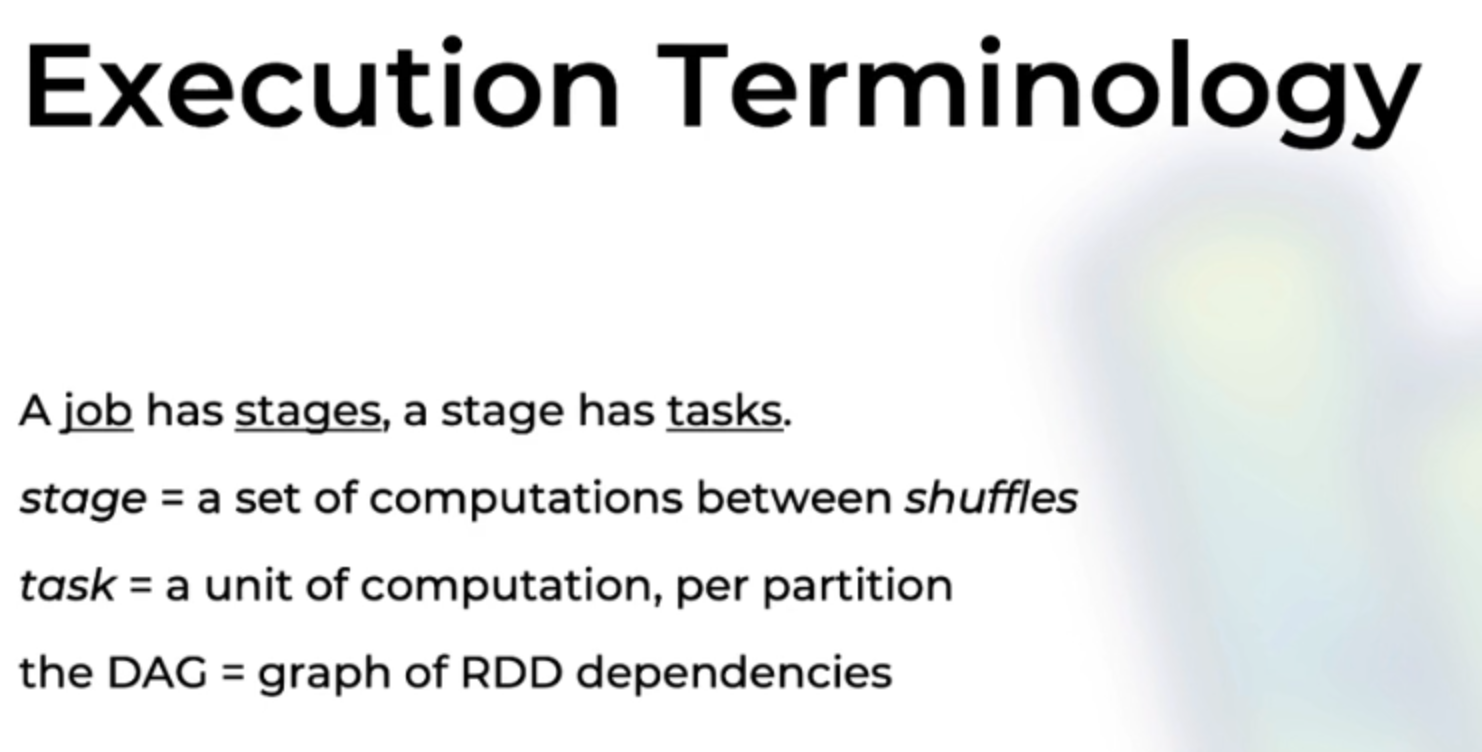 Execution Terminology
A job has stages, a stage has tasks.
stage = a set of computations between shuffles
task = a unit of computation, per partition
the DAG = graph of RDD dependencies